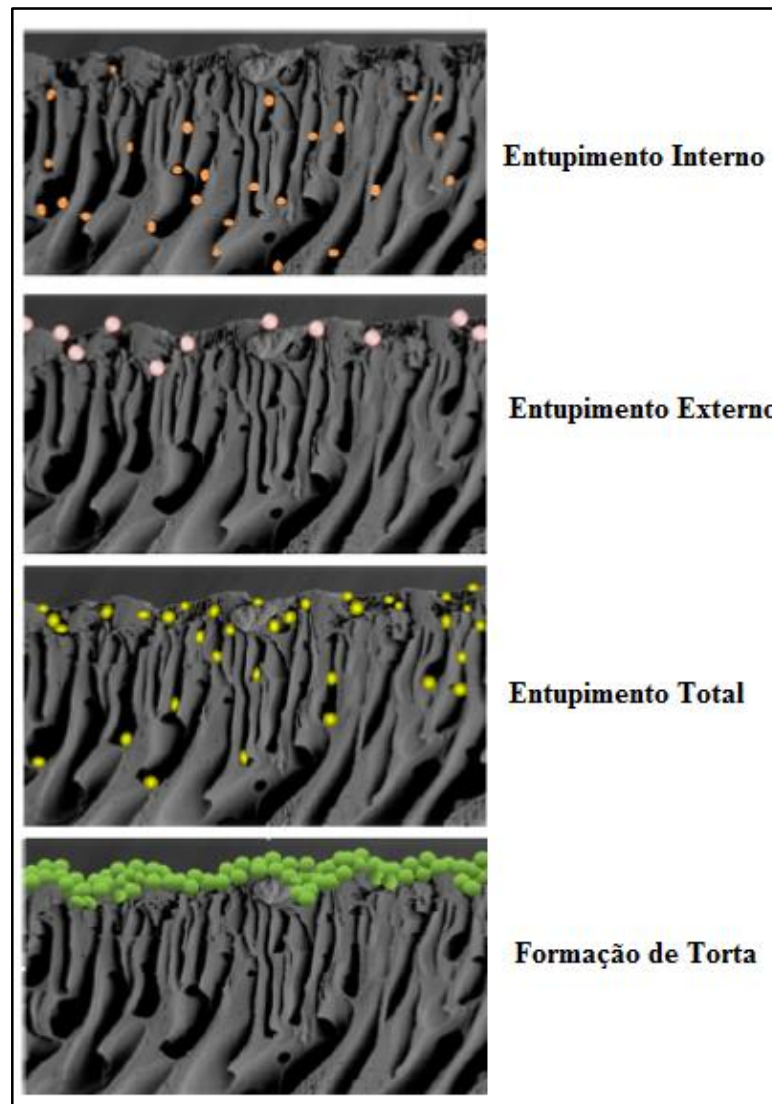 Entupimento Interno
Entupimento Externo
Entupimento Total
Formação de Torta